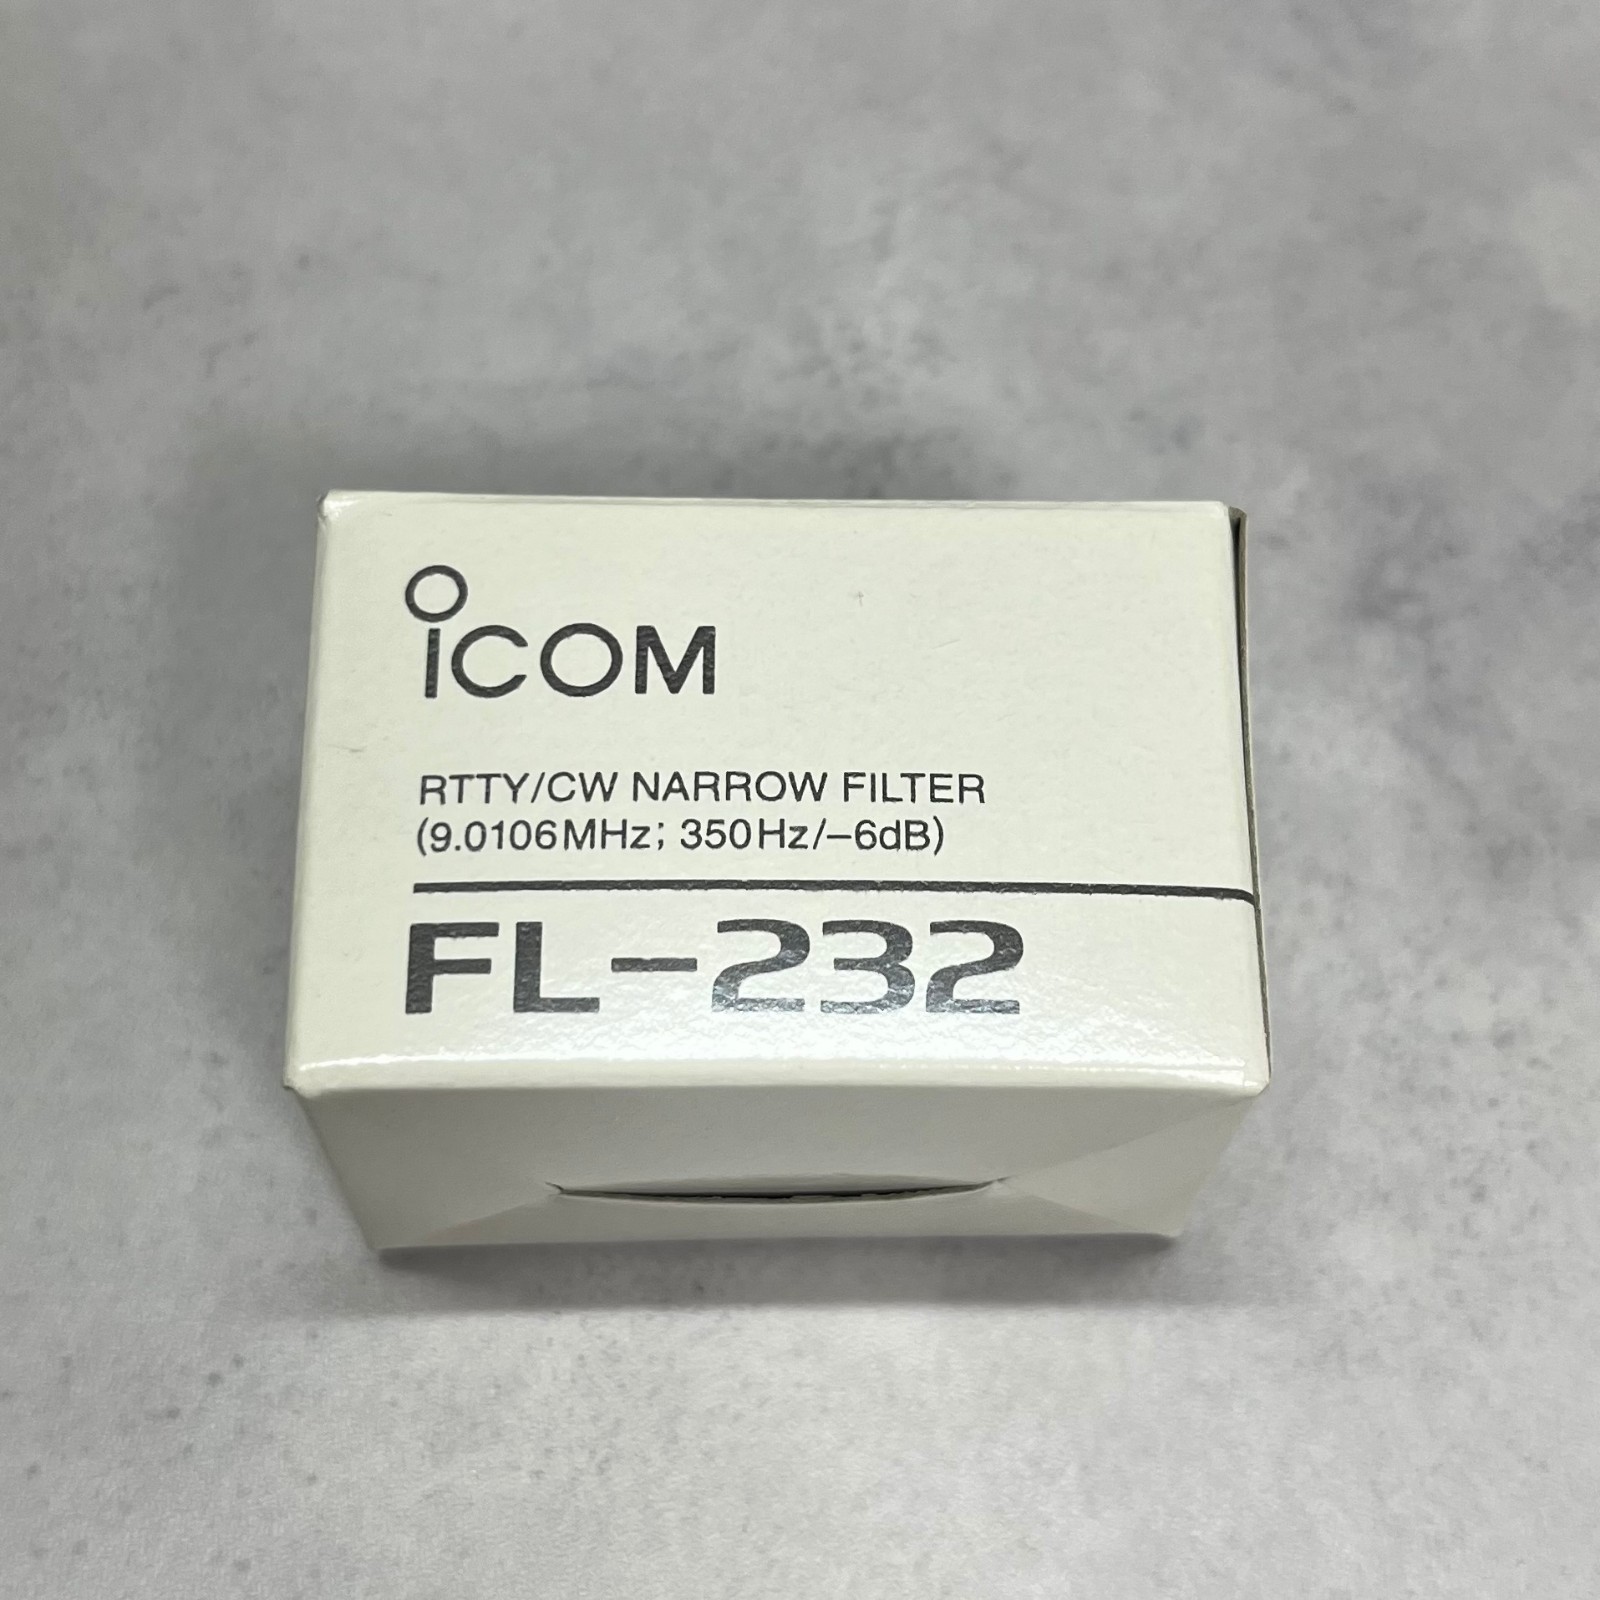 iCOM
RTTY/CW NARROW FILTER
(9.0106MHz; 350Hz/–6dB)
FL-232